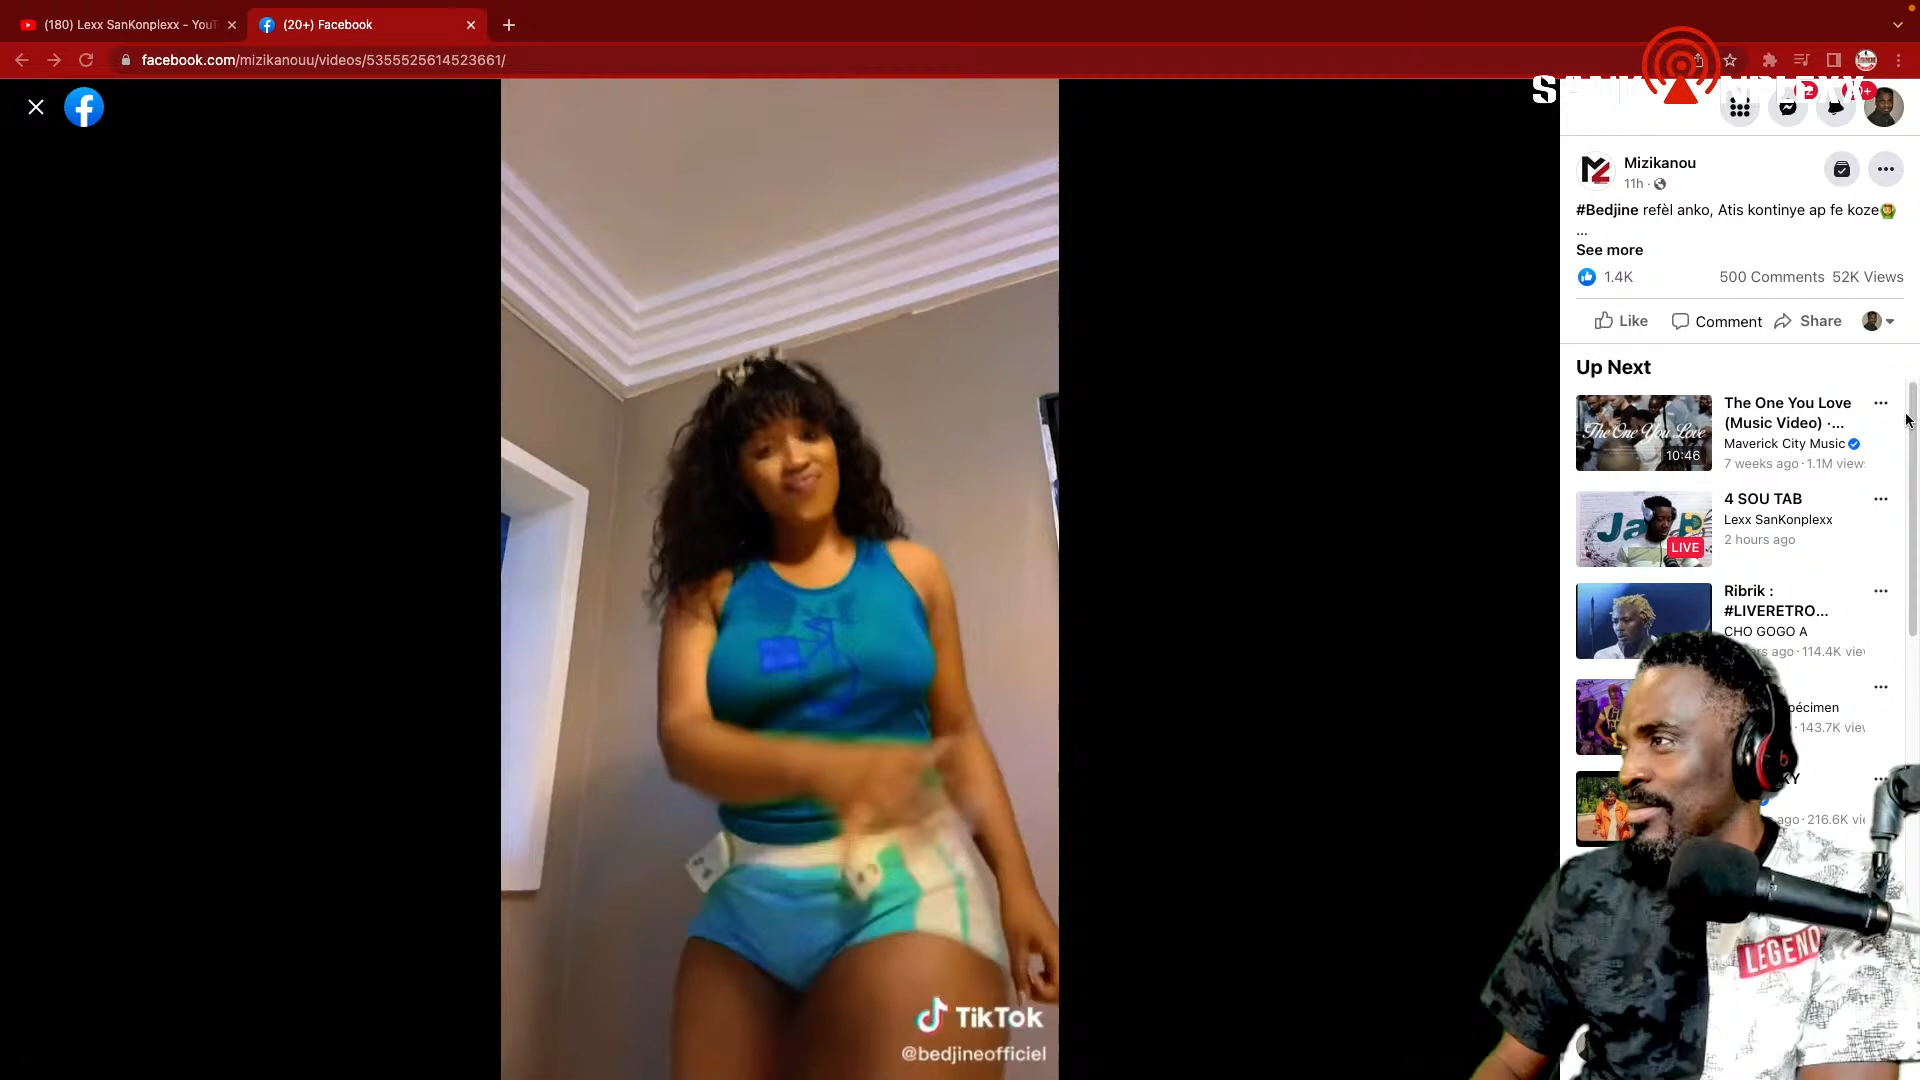 (180) Lexx SanKonplexx - YouT
(20+) Facebook
facebook.com/mizikanouu/videos/5355525614523661/
Mizikanou
11h
#Bedjine refèl anko, Atis kontinye ap fe koze
...
See more
1.4K
500 Comments 52K Views
Like
Comment
Share
Up Next
The One You Love
10:46
The One You Love
(Music Video) ·...
Maverick City Music
7 weeks ago · 1.1M view
LIVE
4 SOU TAB
Lexx SanKonplexx
2 hours ago
Ribrik :
#LIVERETRO...
CHO GOGO A
ago · 114.4K vie
143.7K vie
ago · 216.6K vi
LEGEND
TikTok
@bedjineofficiel